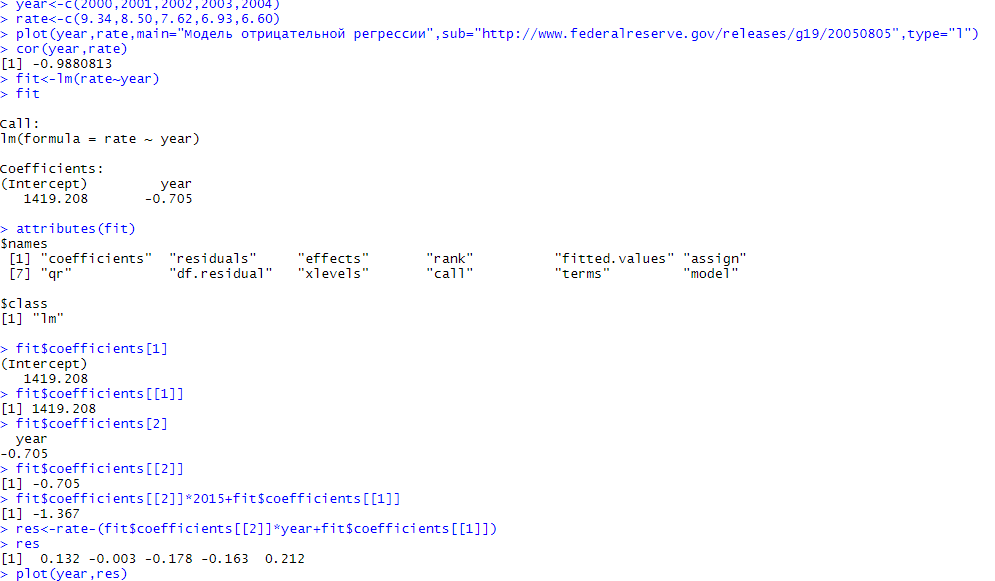 > year<-c(2000,2001,2002,2003,2004)
> rate<-c(9.34,8.50,7.62,6.93,6.60)
> plot(year,rate,main="Модель отрицательной регрессии",sub="http://www.federalreserve.gov/releases/g19/20050805",type="l")
> cor(year,rate)
[1] -0.9880813
> fit<-lm(rate~year)
> fit
Call:
lm(formula = rate ~ year)
Coefficients:
(Intercept)         year
   1419.208       -0.705
> attributes(fit)
$names
 [1] "coefficients"  "residuals"     "effects"       "rank"          "fitted.values" "assign"
 [7] "qr"            "df.residual"   "xlevels"       "call"          "terms"         "model"
$class
[1] "lm"
> fit$coefficients[1]
(Intercept)
   1419.208
> fit$coefficients[[1]]
[1] 1419.208
> fit$coefficients[2]
  year
-0.705
> fit$coefficients[[2]]
[1] -0.705
> fit$coefficients[[2]]*2015+fit$coefficients[[1]]
[1] -1.367
> res<-rate-(fit$coefficients[[2]]*year+fit$coefficients[[1]])
> res
[1]  0.132 -0.003 -0.178 -0.163  0.212
> plot(year,res)